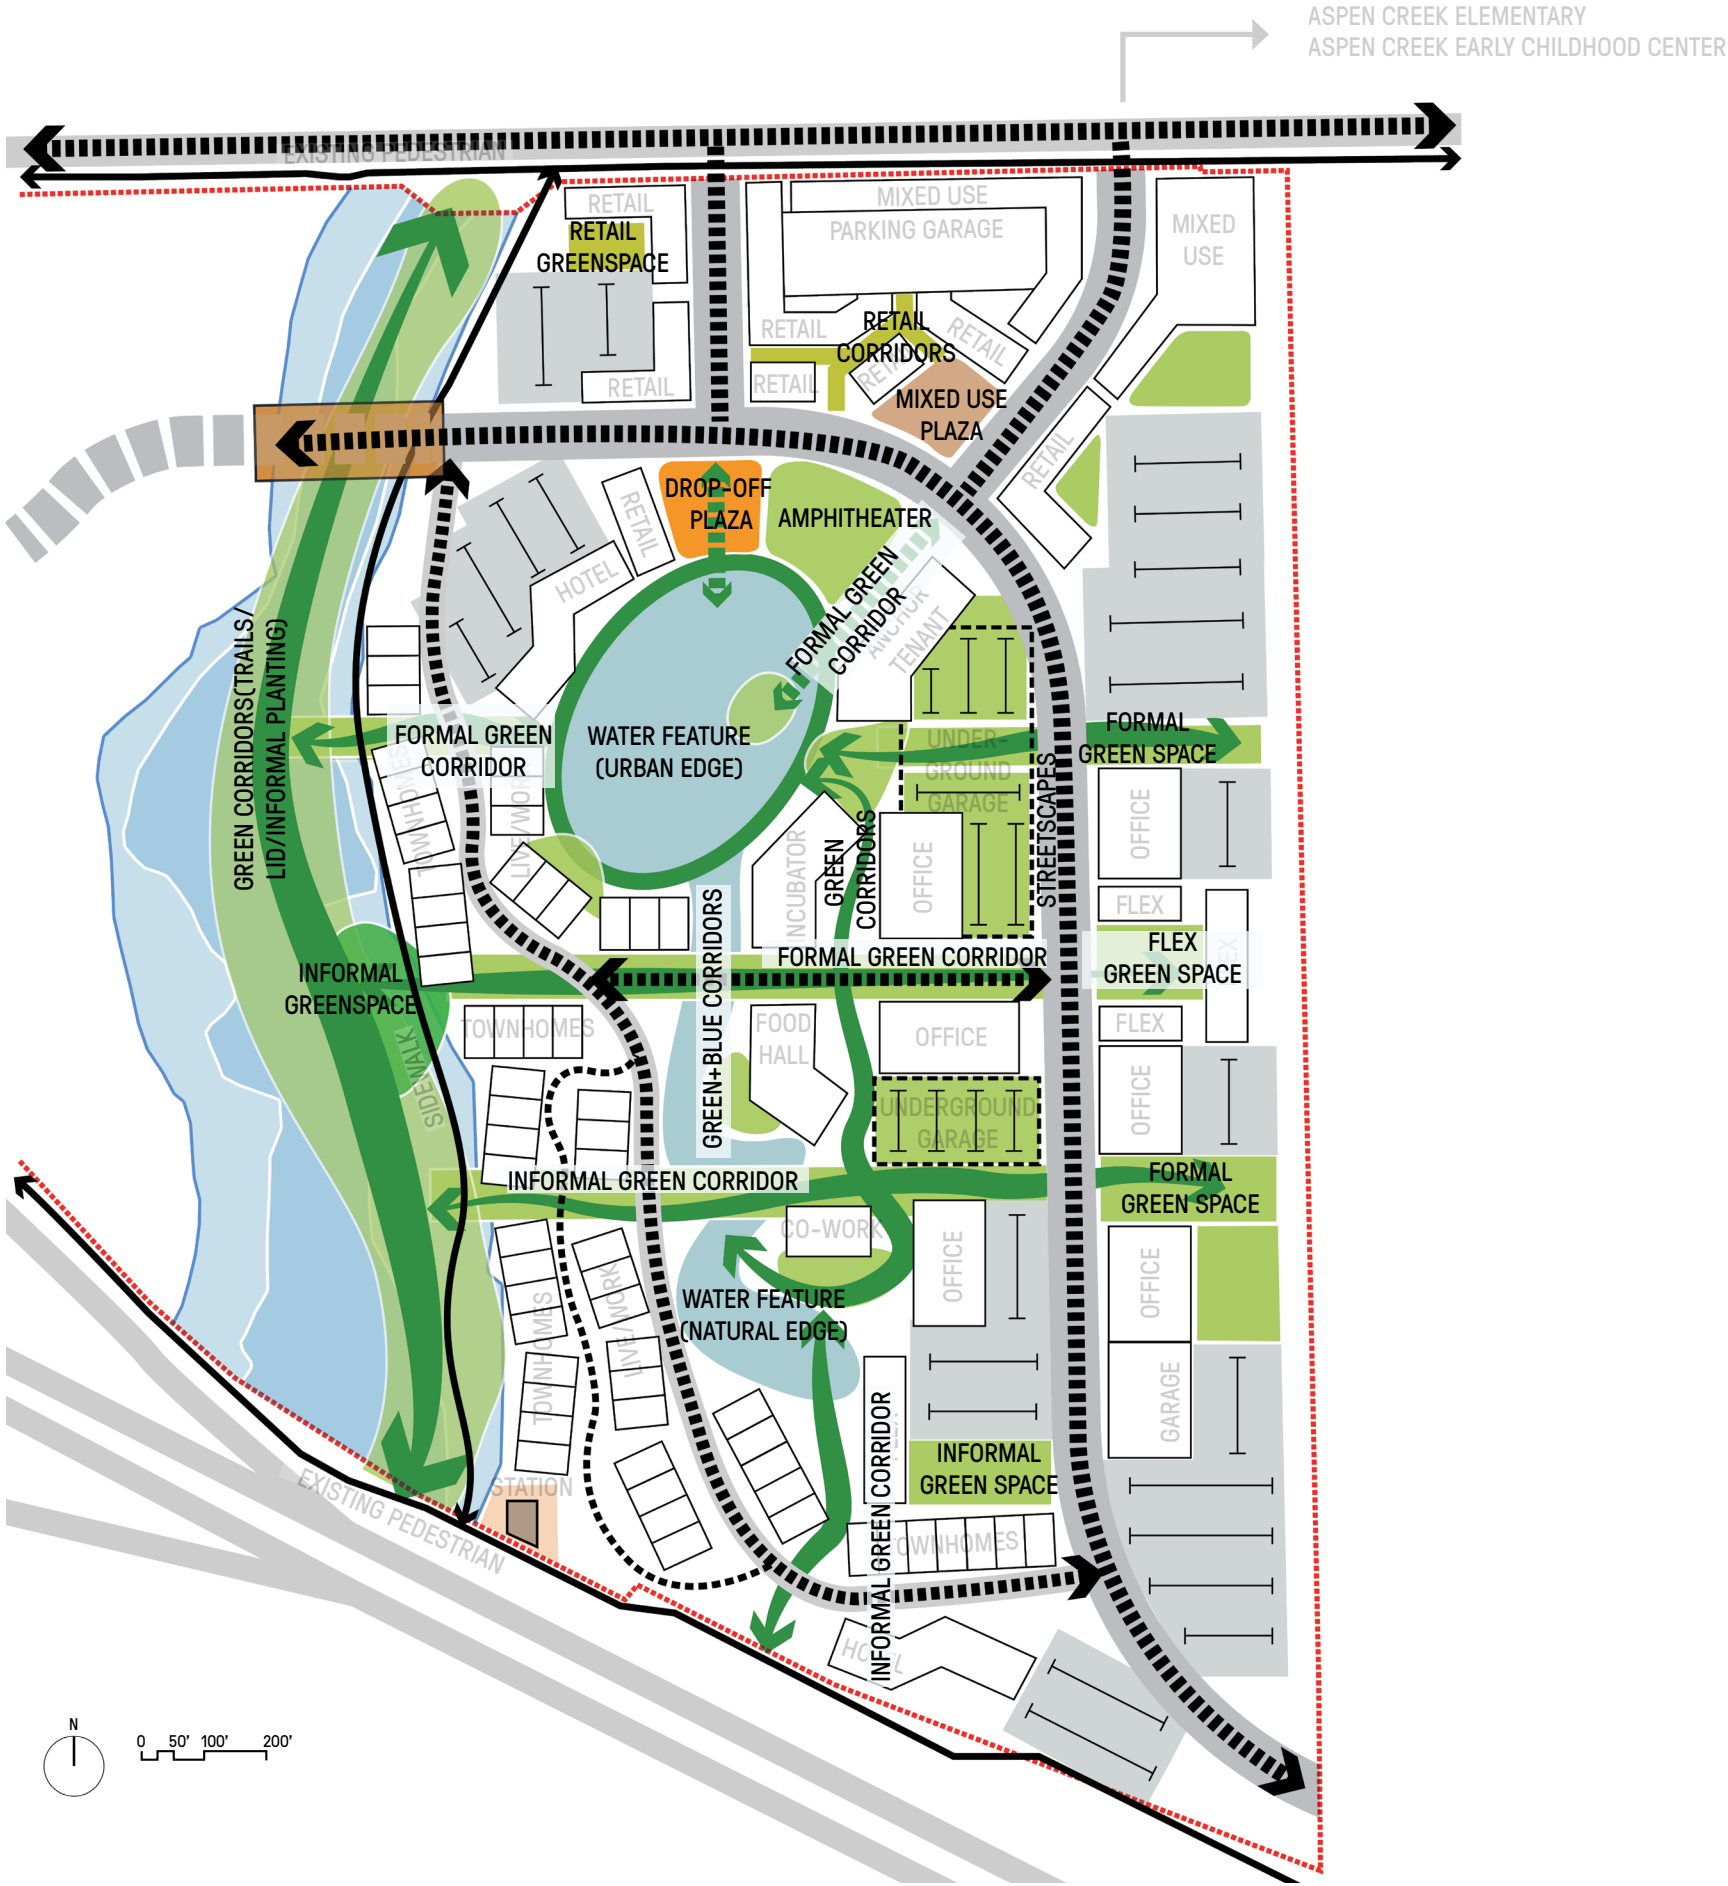 ASPEN CREEK ELEMENTARY
ASPEN CREEK EARLY CHILDHOOD CENTER
EXISTING PEDESTRIAN
RETAIL
RETAIL
GREENSPACE
RETAIL
MIXED USE
PARKING GARAGE
MIXED
USE
RETAIL
RETAIL
CORRIDORS
RETAIL
RETAIL
RETAIL
MIXED USE
PLAZA
RETAIL
DROP-OFF
PLAZA
AMPHITHEATER
RETAIL
HOTEL
FORMAL GREEN
CORRIDOR
ANCHOR
TENANT
GREEN CORRIDORS(TRAILS/
LID/INFORMAL PLANTING)
FORMAL GREEN
CORRIDOR
WATER FEATURE
(URBAN EDGE)
UNDER-
GROUND
GARAGE
FORMAL
GREEN SPACE
STREETSCAPES
TOWNHOMES
LIVE/WORK
INCUBATOR
GREEN
CORRIDORS
OFFICE
OFFICE
FLEX
FLEX
GREEN SPACE
FLEX
FORMAL GREEN CORRIDOR
GREEN+BLUE CORRIDORS
INFORMAL
GREENSPACE
SIDEWALK
TOWNHOMES
FOOD
HALL
OFFICE
OFFICE
UNDERGROUND
GARAGE
INFORMAL GREEN CORRIDOR
FORMAL
GREEN SPACE
CO-WORK
OFFICE
OFFICE
WATER FEATURE
(NATURAL EDGE)
TOWNHOMES
LIVE/WORK
GARAGE
INFORMAL
GREEN SPACE
INFORMAL GREEN CORRIDOR
STATION
EXISTING PEDESTRIAN
TOWNHOMES
HOTEL
N
0 50' 100' 200'